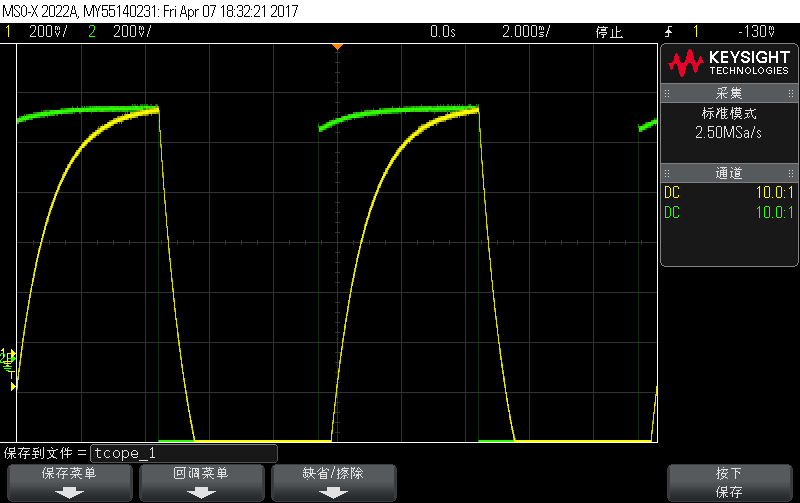 MSO-X 2022A, MY55140231: Fri Apr 07 18:32:21 2017
1 200V/ 2 200V/ 0.0s 2.000ms/ 停止 1 -130V
KEYSIGHT
TECHNOLOGIES
采集
标准模式
2.50MSa/s
通道
DC 10.0:1
DC 10.0:1
保存到文件 = tcope_1
保存菜单
回调菜单
缺省/擦除
按下
保存